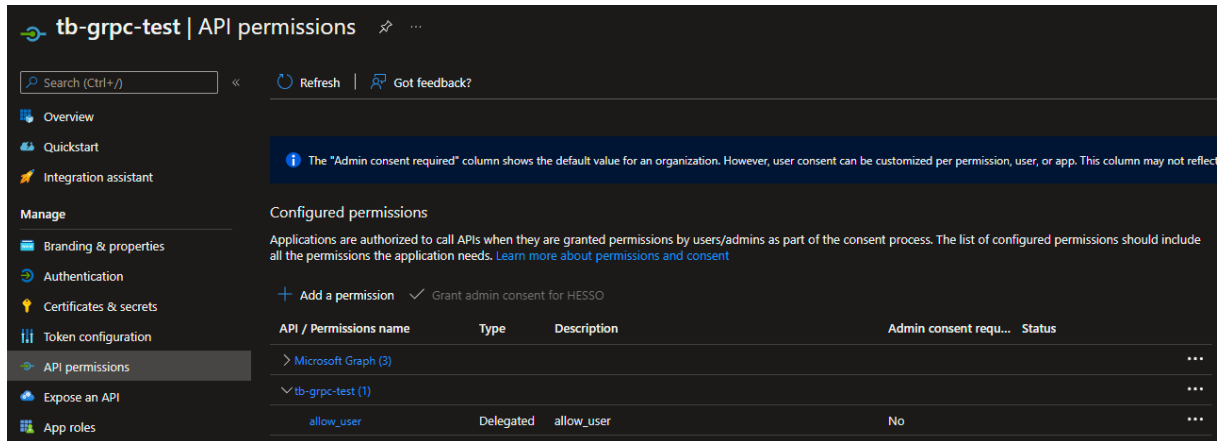 tb-grpc-test | API permissions
Search (Ctrl+/)
Overview
Quickstart
Integration assistant
Manage
Branding & properties
Authentication
Certificates & secrets
Token configuration
API permissions
Expose an API
App roles
Refresh
Got feedback?
The "Admin consent required" column shows the default value for an organization. However, user consent can be customized per permission, user, or app. This column may not reflect
Configured permissions
Applications are authorized to call APIs when they are granted permissions by users/admins as part of the consent process. The list of configured permissions should include
all the permissions the application needs. Learn more about permissions and consent
Add a permission Grant admin consent for HESSO
API / Permissions name Type Description Admin consent requ... Status
Microsoft Graph (3)
tb-grpc-test (1)
allow_user Delegated allow_user No